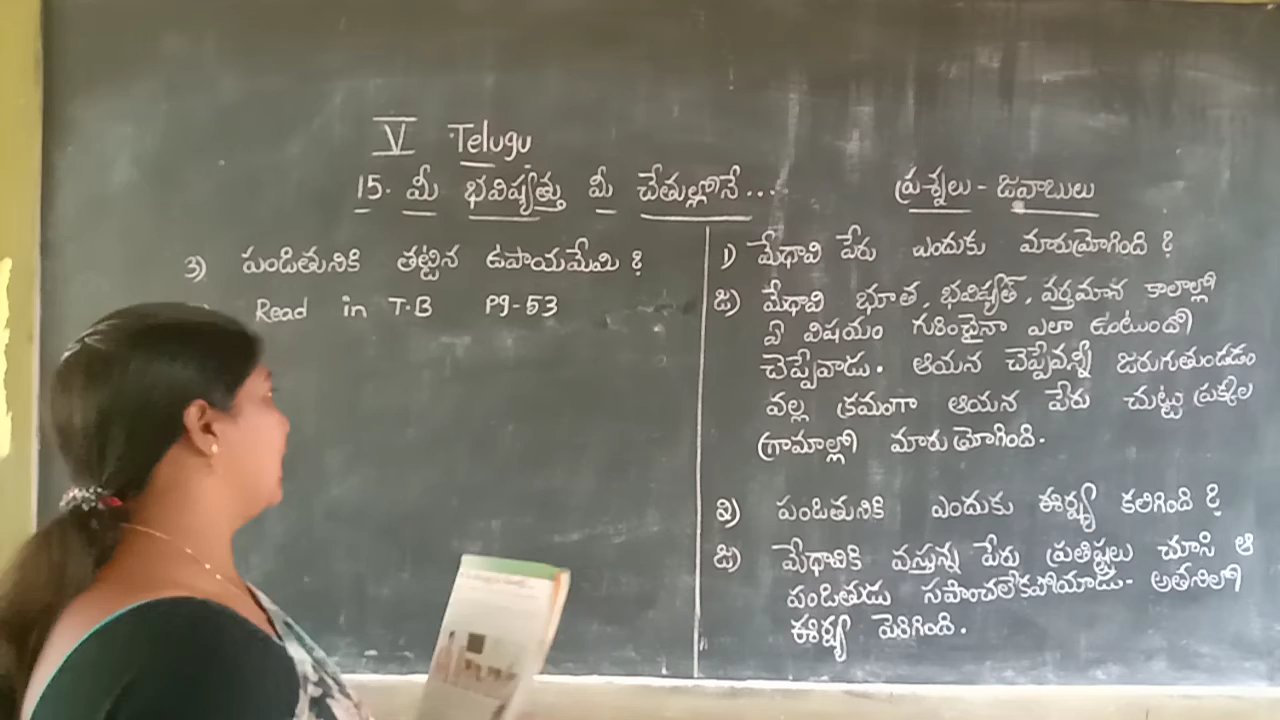 V Telugu
15. మీ భవిష్యత్తు మీ చేతుల్లోనే...
ప్రశ్నలు - జవాబులు
1) మేధావి పేరు ఎందుకు మారుమ్రోగింది ?
జ) మేధావి భూత, భవిష్యత్, వర్తమాన కాలాల్లో
ఏ విషయం గురించైనా ఎలా ఉంటుందో
చెప్పేవాడు. ఆయన చెప్పేవన్నీ జరుగుతుండడం
వల్ల క్రమంగా ఆయన పేరు చుట్టు ప్రక్కల
గ్రామాల్లో మారుమ్రోగింది.
2) పండితునికి ఎందుకు ఈర్ష్య కలిగింది ?
జ) మేధావికి వస్తున్న పేరు ప్రతిష్టలు చూసి ఆ
పండితుడు సహించలేకపోయాడు- అతనిలో
ఈర్ష్య పెరిగింది.
3) పండితునికి తట్టిన ఉపాయమేమి ?
Read in T-B Pg-53